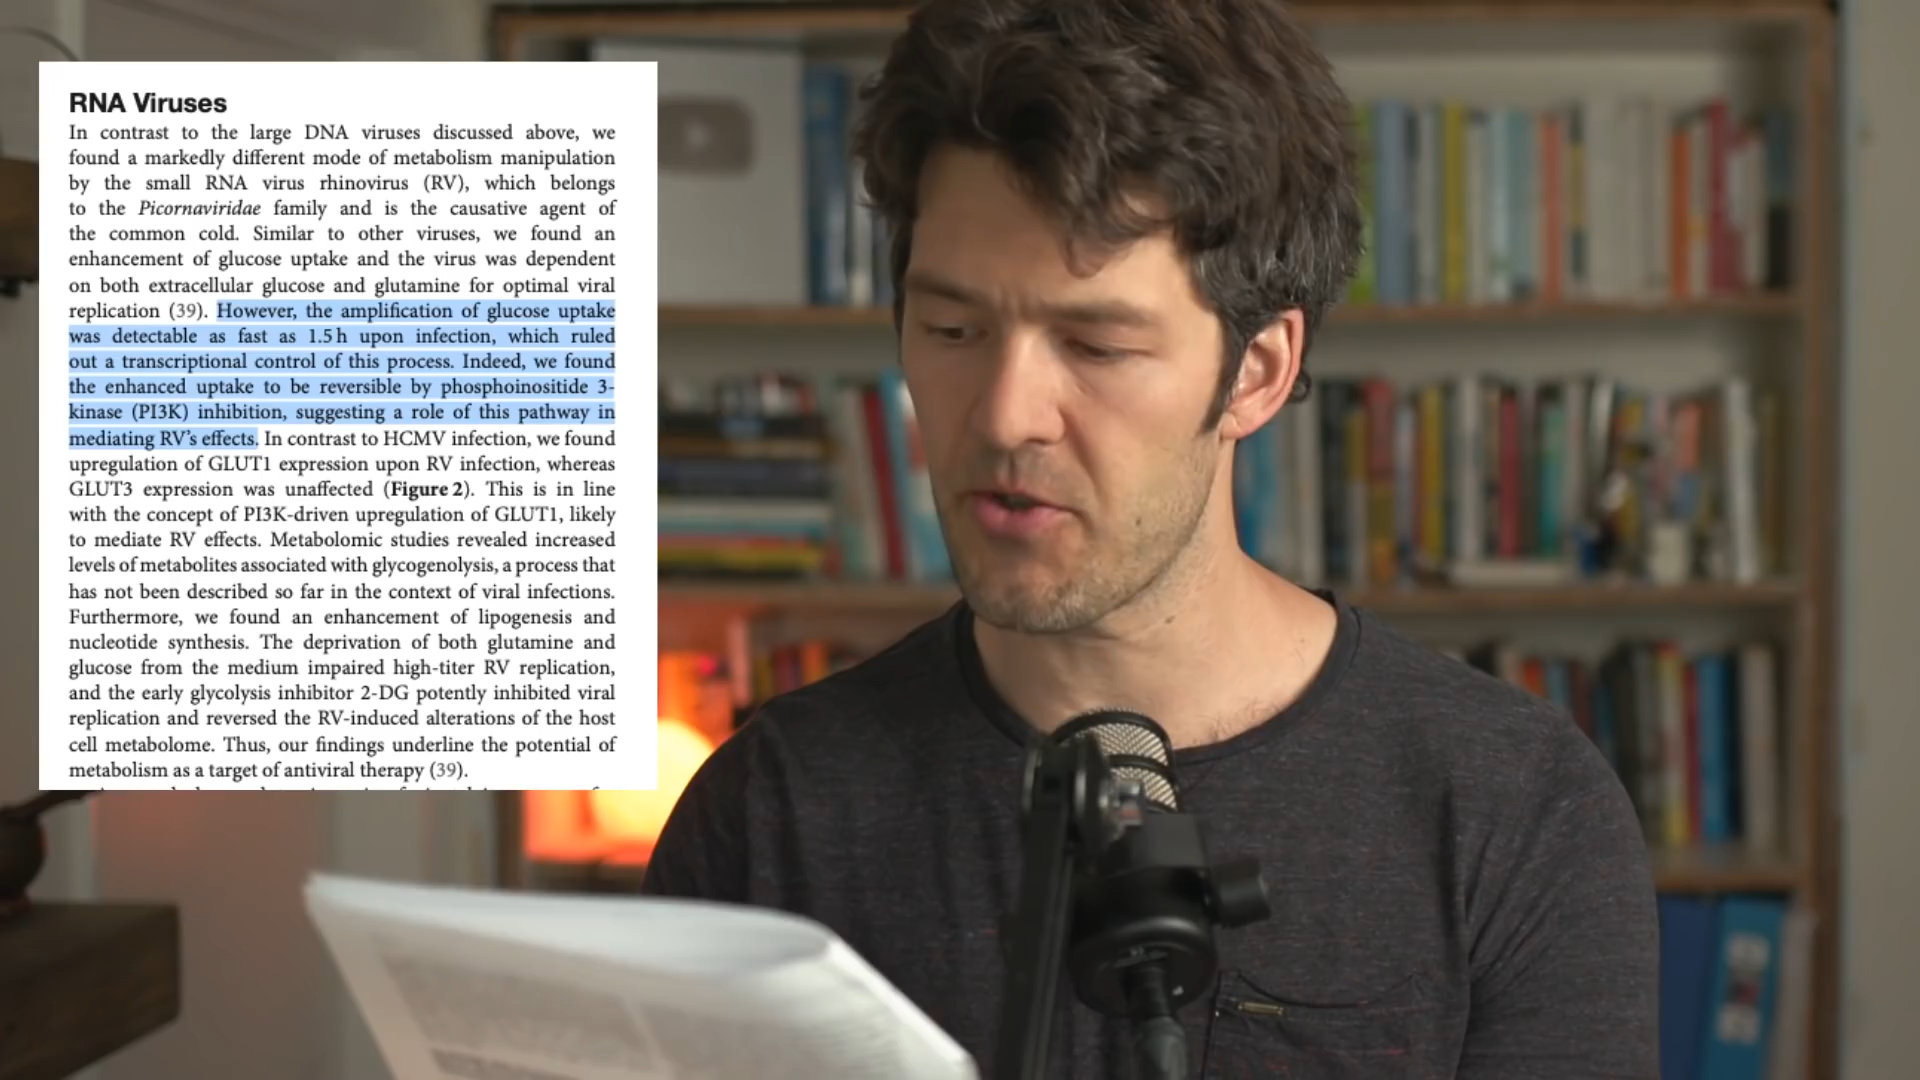 RNA Viruses
In contrast to the large DNA viruses discussed above, we
found a markedly different mode of metabolism manipulation
by the small RNA virus rhinovirus (RV), which belongs
to the Picornaviridae family and is the causative agent of
the common cold. Similar to other viruses, we found an
enhancement of glucose uptake and the virus was dependent
on both extracellular glucose and glutamine for optimal viral
replication (39). However, the amplification of glucose uptake
was detectable as fast as 1.5 h upon infection, which ruled
out a transcriptional control of this process. Indeed, we found
the enhanced uptake to be reversible by phosphoinositide 3-
kinase (PI3K) inhibition, suggesting a role of this pathway in
mediating RV's effects. In contrast to HCMV infection, we found
upregulation of GLUT1 expression upon RV infection, whereas
GLUT3 expression was unaffected (Figure 2). This is in line
with the concept of PI3K-driven upregulation of GLUT1, likely
to mediate RV effects. Metabolomic studies revealed increased
levels of metabolites associated with glycogenolysis, a process that
has not been described so far in the context of viral infections.
Furthermore, we found an enhancement of lipogenesis and
nucleotide synthesis. The deprivation of both glutamine and
glucose from the medium impaired high-titer RV replication,
and the early glycolysis inhibitor 2-DG potently inhibited viral
replication and reversed the RV-induced alterations of the host
cell metabolome. Thus, our findings underline the potential of
metabolism as a target of antiviral therapy (39).